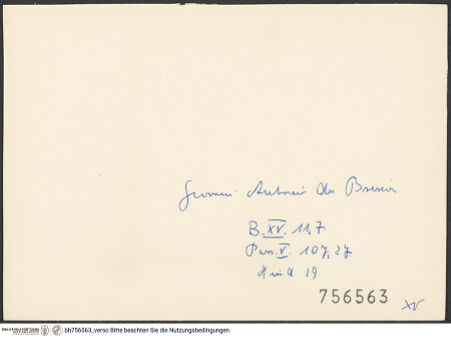 Giovanni Antonio da Brescia
B. XV. 11,7
Pass. V. 107,27
Hind 19
756563
XV
bh756563_verso Bitte beachten Sie die Nutzungsbedingungen.